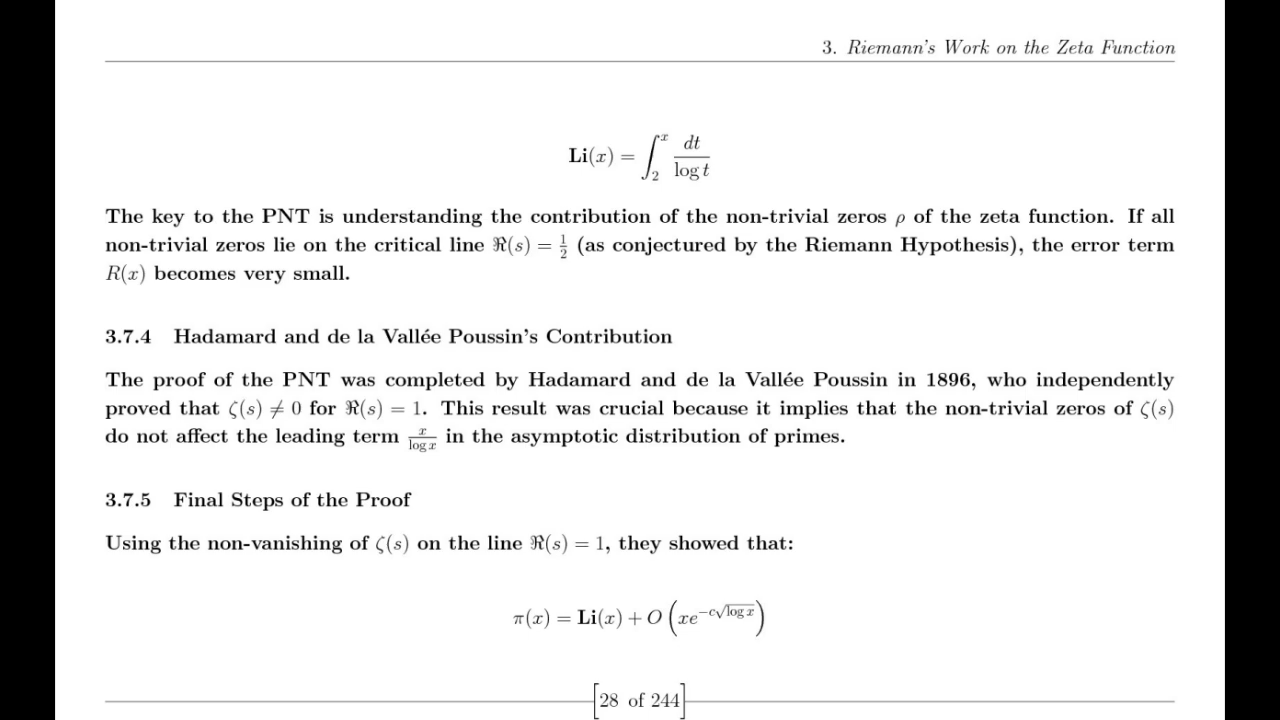 3. Riemann's Work on the Zeta Function
Li(x) = ∫₂ˣ dt / log t
The key to the PNT is understanding the contribution of the non-trivial zeros ρ of the zeta function. If all
non-trivial zeros lie on the critical line ℜ(s) = 1/2 (as conjectured by the Riemann Hypothesis), the error term
R(x) becomes very small.
3.7.4 Hadamard and de la Vallée Poussin's Contribution
The proof of the PNT was completed by Hadamard and de la Vallée Poussin in 1896, who independently
proved that ζ(s) ≠ 0 for ℜ(s) = 1. This result was crucial because it implies that the non-trivial zeros of ζ(s)
do not affect the leading term x/log x in the asymptotic distribution of primes.
3.7.5 Final Steps of the Proof
Using the non-vanishing of ζ(s) on the line ℜ(s) = 1, they showed that:
π(x) = Li(x) + O(xe^{-c√log x})
[28 of 244]